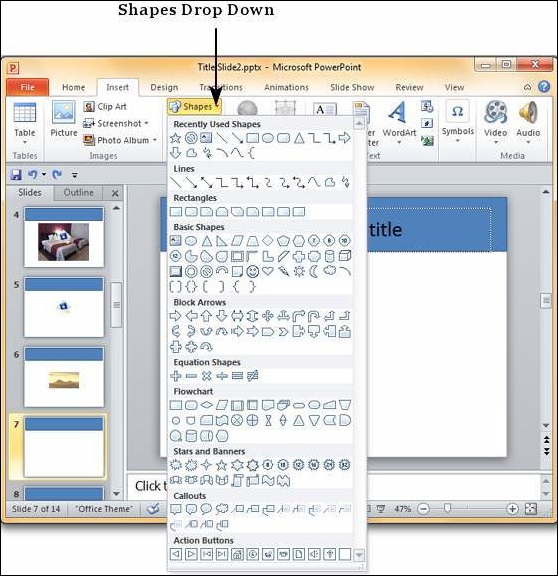 Shapes Drop Down
TitleSlide2.pptx - Microsoft PowerPoint
File Home Insert Design Transitions Animations Slide Show Review View
Clip Art Shapes
Screenshot
Table Picture Photo Album WordArt Symbols Video Audio
Tables Images Text Media
Slides Outline
Recently Used Shapes
Lines
Rectangles
Basic Shapes
title
Block Arrows
Equation Shapes
Flowchart
Stars and Banners
Callouts
Action Buttons
4
5
6
7
8
Click t
Slide 7 of 14 "Office Theme" 47%